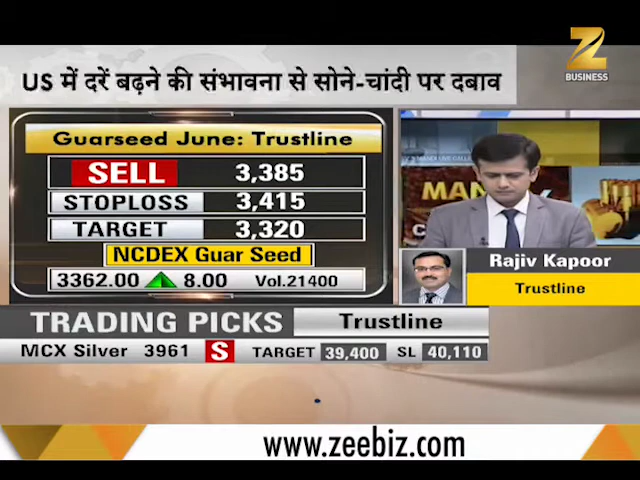 Z
BUSINESS
US में दरें बढ़ने की संभावना से सोने-चांदी पर दबाव
Guarseed June: Trustline
SELL 3,385
STOPLOSS 3,415
TARGET 3,320
NCDEX Guar Seed
3362.00 8.00 Vol.21400
Rajiv Kapoor
Trustline
TRADING PICKS Trustline
MCX Silver 3961 S TARGET 39,400 SL 40,110
www.zeebiz.com